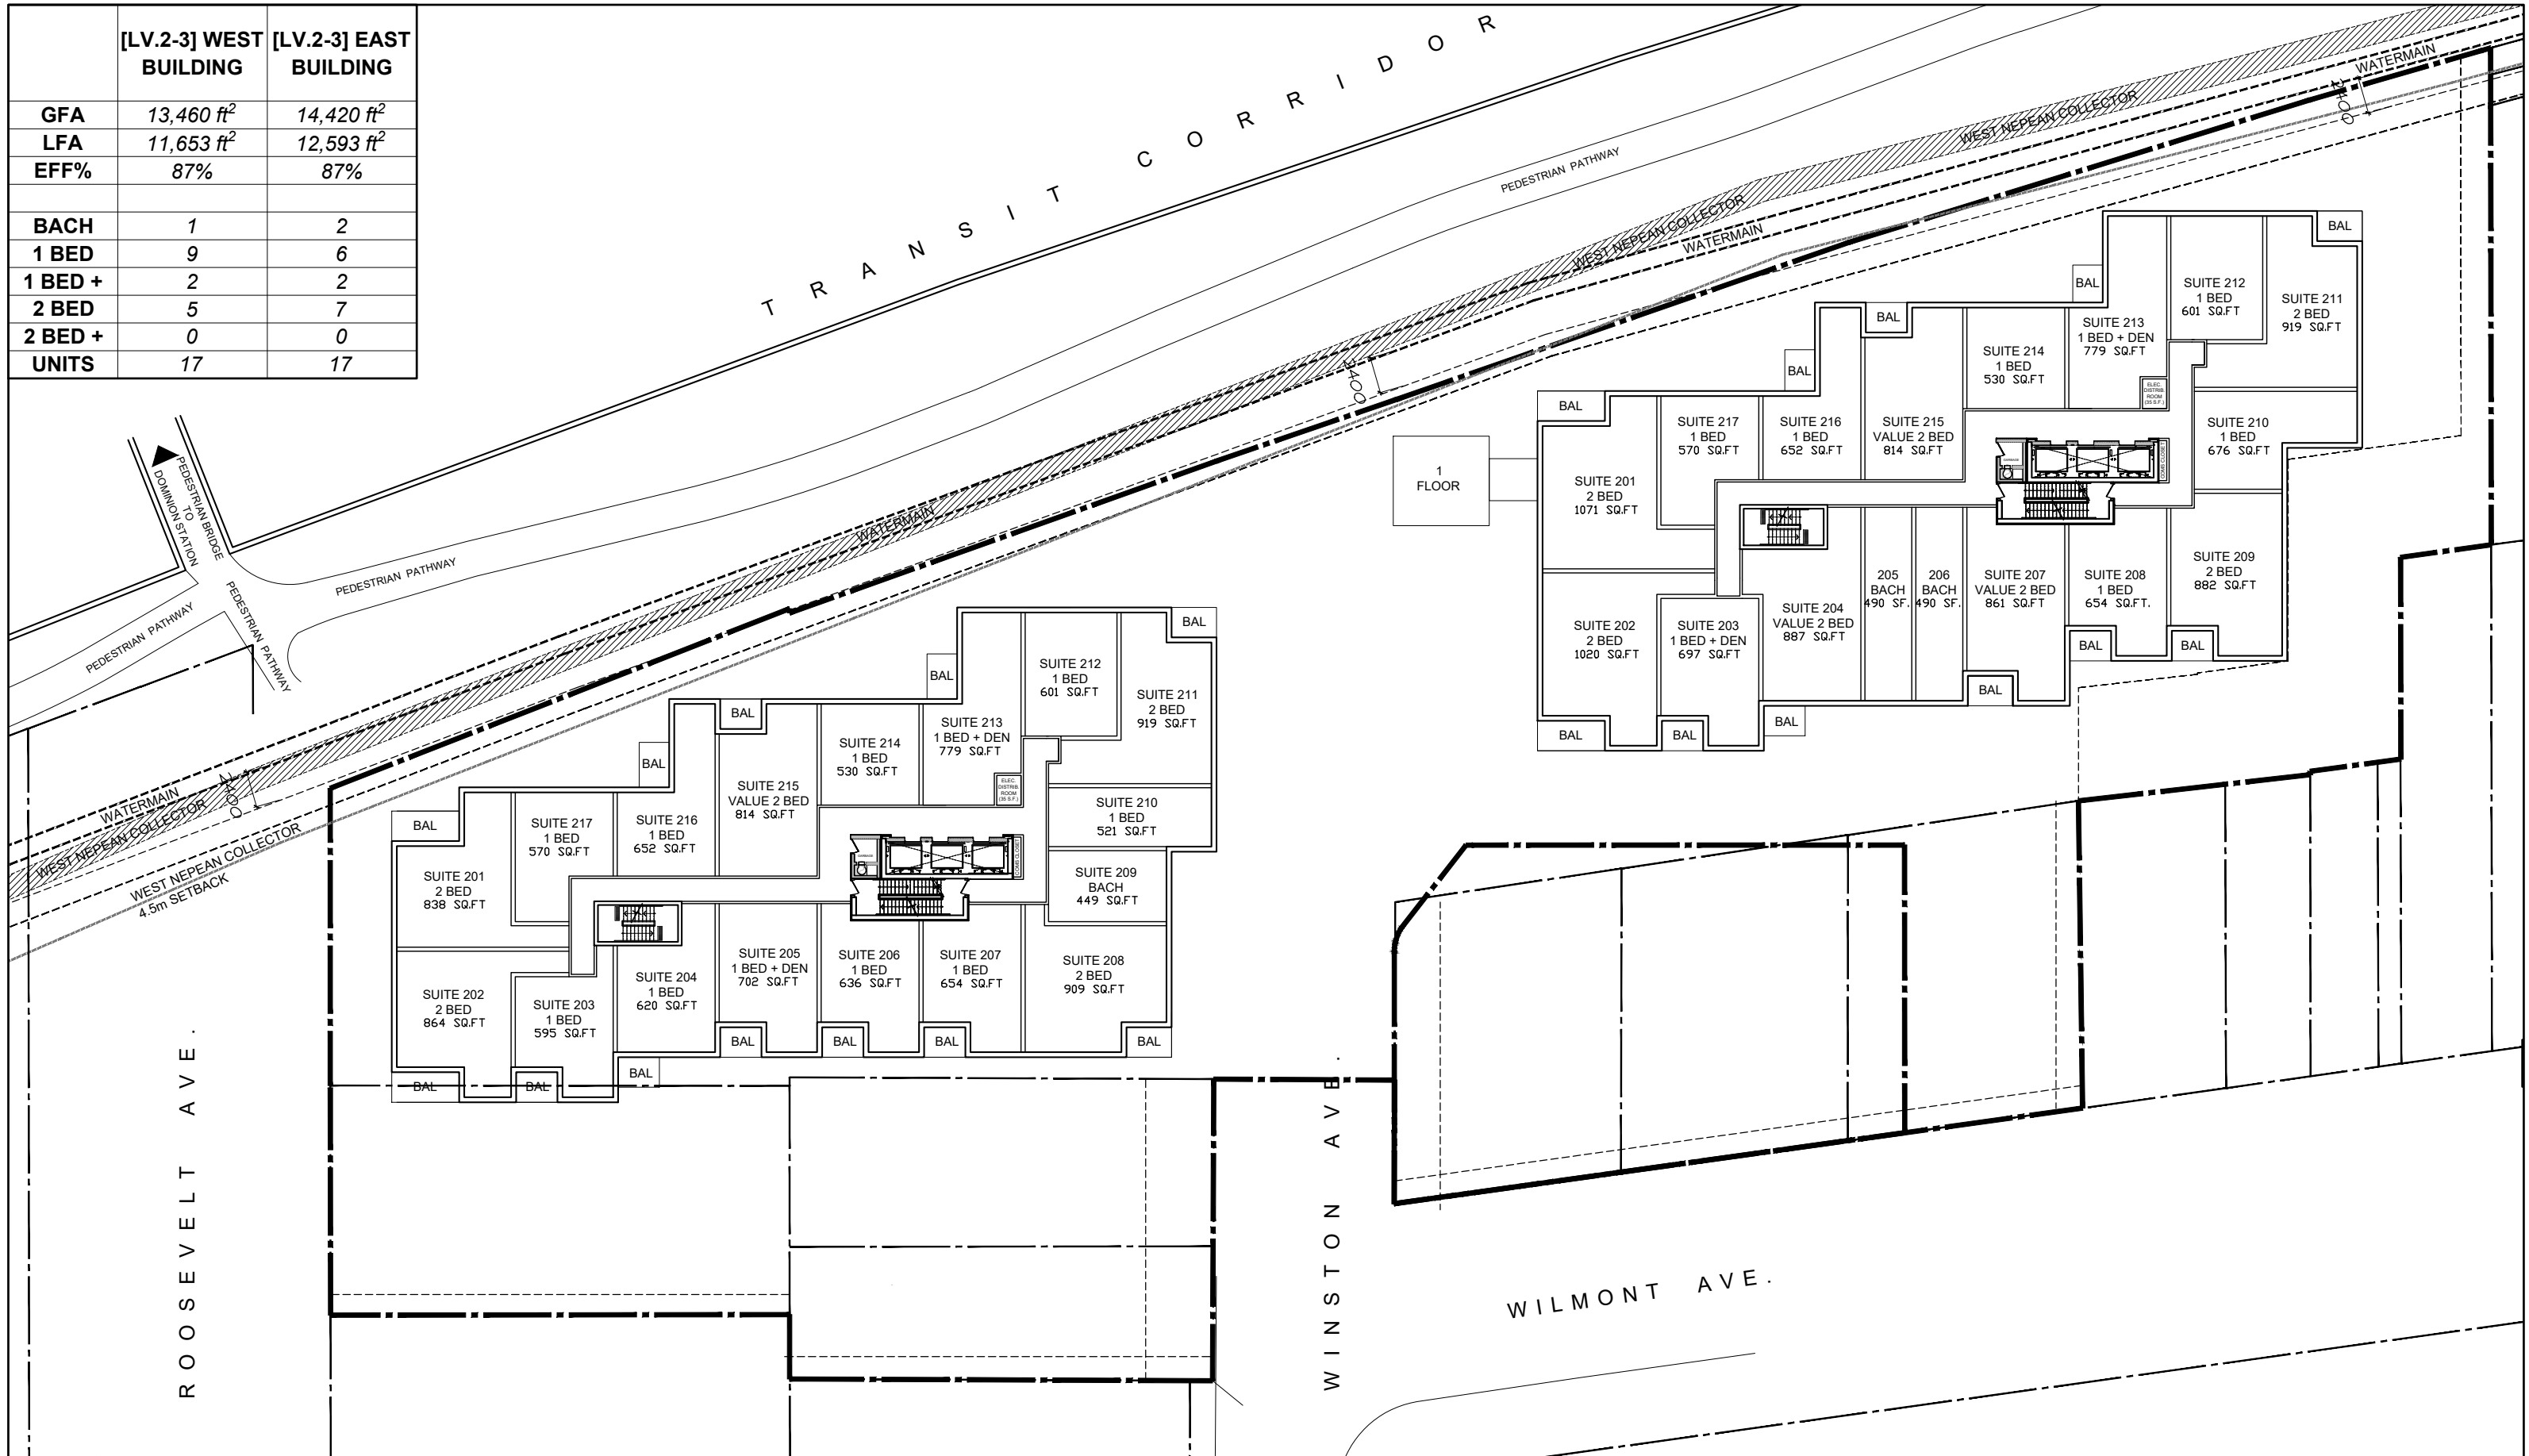 [LV.2-3] WEST BUILDING [LV.2-3] EAST BUILDING
GFA 13,460 ft² 14,420 ft²
LFA 11,653 ft² 12,593 ft²
EFF% 87% 87%
BACH 1 2
1 BED 9 6
1 BED + 2 2
2 BED 5 7
2 BED + 0 0
UNITS 17 17
TRANSIT CORRIDOR
WATERMAIN
WEST NEPEAN COLLECTOR
2400
PEDESTRIAN PATHWAY
WEST NEPEAN COLLECTOR
WATERMAIN
2400
WATERMAIN
PEDESTRIAN BRIDGE
TO
DOMINION STATION
PEDESTRIAN PATHWAY
PEDESTRIAN PATHWAY
PEDESTRIAN PATHWAY
2400
WATERMAIN
WEST NEPEAN COLLECTOR
WEST NEPEAN COLLECTOR
4.5m SETBACK
BAL
BAL
BAL
BAL
BAL
SUITE 212
1 BED
601 SQ.FT
SUITE 211
2 BED
919 SQ.FT
SUITE 213
1 BED + DEN
779 SQ.FT
SUITE 214
1 BED
530 SQ.FT
ELEC.
DISTRIB.
ROOM
(35 S.F.)
SUITE 217
1 BED
570 SQ.FT
SUITE 216
1 BED
652 SQ.FT
SUITE 215
VALUE 2 BED
814 SQ.FT
SUITE 210
1 BED
676 SQ.FT
COMS CLOSET
GARBAGE
1
FLOOR
SUITE 201
2 BED
1071 SQ.FT
SUITE 202
2 BED
1020 SQ.FT
SUITE 203
1 BED + DEN
697 SQ.FT
SUITE 204
VALUE 2 BED
887 SQ.FT
205
BACH
490 SF.
206
BACH
490 SF.
SUITE 207
VALUE 2 BED
861 SQ.FT
SUITE 208
1 BED
654 SQ.FT.
SUITE 209
2 BED
882 SQ.FT
BAL
BAL
BAL
BAL
BAL
BAL
BAL
BAL
BAL
BAL
BAL
SUITE 212
1 BED
601 SQ.FT
SUITE 211
2 BED
919 SQ.FT
SUITE 213
1 BED + DEN
779 SQ.FT
SUITE 214
1 BED
530 SQ.FT
ELEC.
DISTRIB.
ROOM
(35 S.F.)
SUITE 215
VALUE 2 BED
814 SQ.FT
SUITE 217
1 BED
570 SQ.FT
SUITE 216
1 BED
652 SQ.FT
SUITE 210
1 BED
521 SQ.FT
COMS CLOSET
GARBAGE
SUITE 201
2 BED
838 SQ.FT
SUITE 209
BACH
449 SQ.FT
SUITE 202
2 BED
864 SQ.FT
SUITE 203
1 BED
595 SQ.FT
SUITE 204
1 BED
620 SQ.FT
SUITE 205
1 BED + DEN
702 SQ.FT
SUITE 206
1 BED
636 SQ.FT
SUITE 207
1 BED
654 SQ.FT
SUITE 208
2 BED
909 SQ.FT
BAL
BAL
BAL
BAL
BAL
BAL
BAL
ROOSEVELT AVE.
WINSTON AVE.
WILMONT AVE.